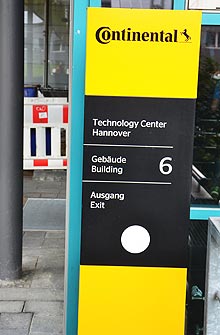 Continental
Technology Center
Hannover
Gebäude
Building 6
Ausgang
Exit